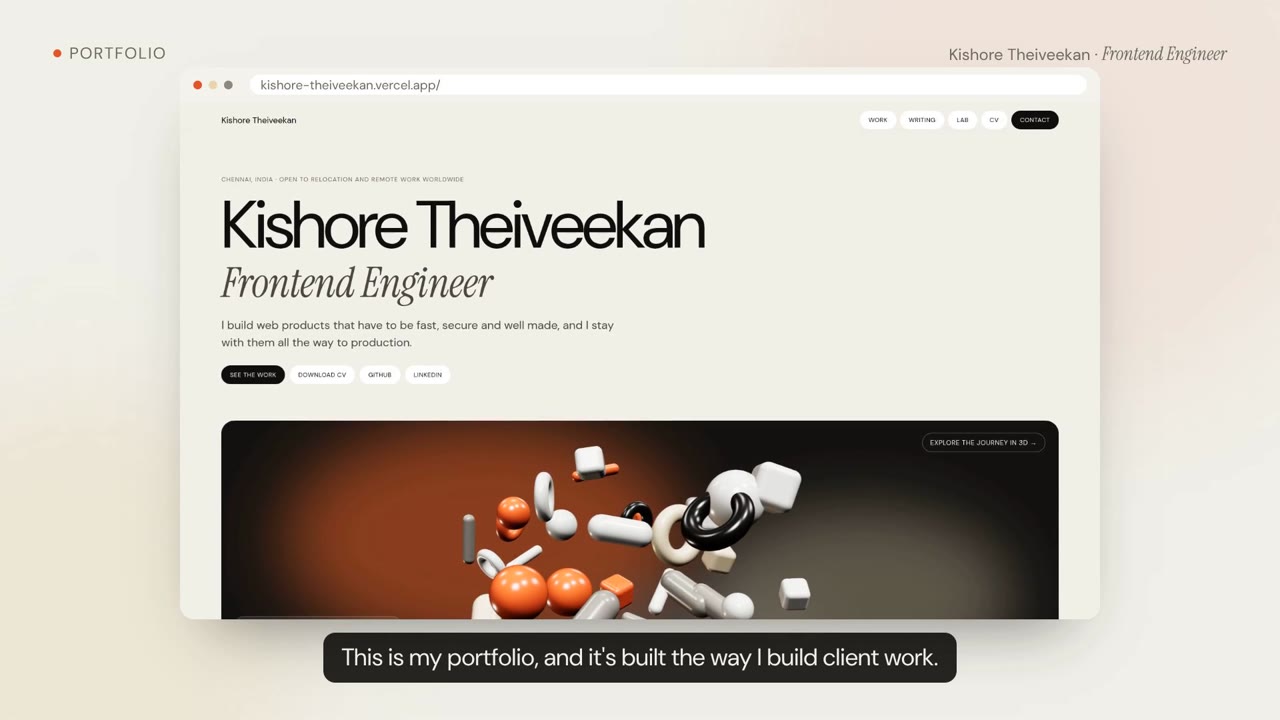 PORTFOLIO
Kishore Theiveekan · Frontend Engineer
kishore-theiveekan.vercel.app/
Kishore Theiveekan
WORK
WRITING
LAB
CV
CONTACT
CHENNAI, INDIA · OPEN TO RELOCATION AND REMOTE WORK WORLDWIDE
Kishore Theiveekan
Frontend Engineer
I build web products that have to be fast, secure and well made, and I stay
with them all the way to production.
SEE THE WORK
DOWNLOAD CV
GITHUB
LINKEDIN
EXPLORE THE JOURNEY IN 3D →
This is my portfolio, and it's built the way I build client work.